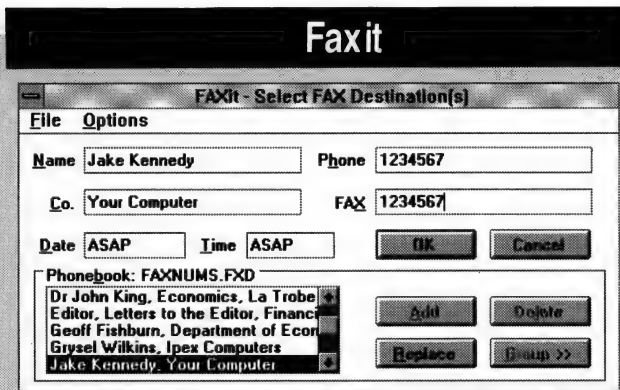 Faxit
FAXit - Select FAX Destination(s)
File Options
Name Jake Kennedy Phone 1234567
Co. Your Computer FAX 1234567
Date ASAP Time ASAP OK Cancel
Phonebook: FAXNUMS.FXD
Dr John King, Economics, La Trobe
Editor, Letters to the Editor, Financi
Geoff Fishburn, Department of Econ
Grysel Wilkins, Ipex Computers
Jake Kennedy, Your Computer
Add Delete
Replace Group >>